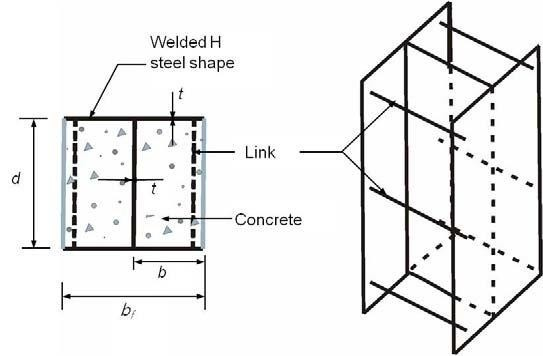 Welded H
steel shape
t
d
Link
t
Concrete
b
bf